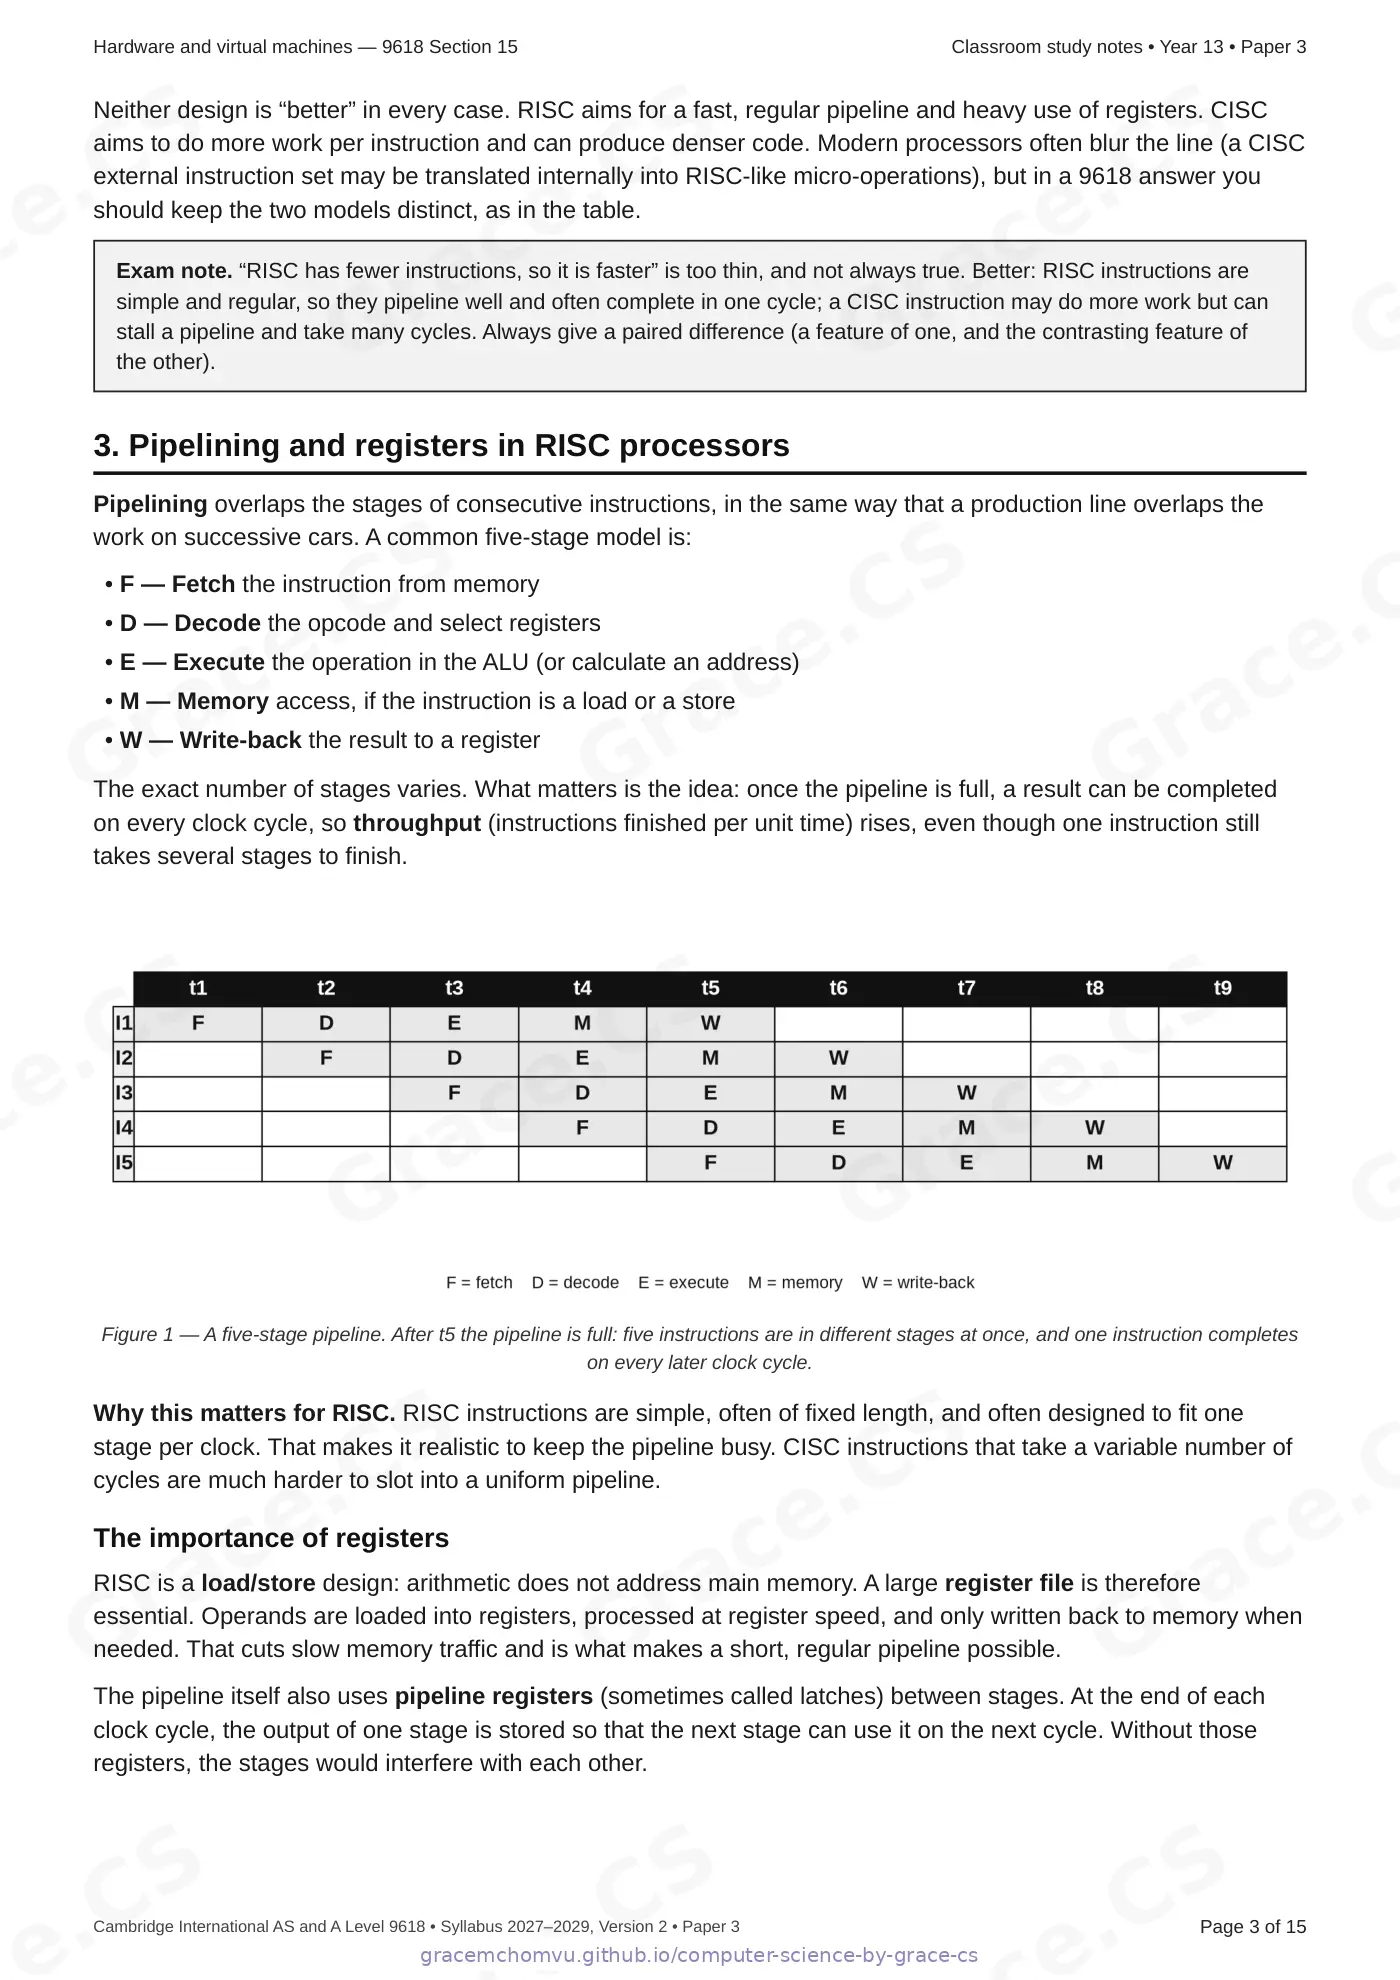 Hardware and virtual machines — 9618 Section 15
Classroom study notes • Year 13 • Paper 3
Neither design is “better” in every case. RISC aims for a fast, regular pipeline and heavy use of registers. CISC
aims to do more work per instruction and can produce denser code. Modern processors often blur the line (a CISC
external instruction set may be translated internally into RISC-like micro-operations), but in a 9618 answer you
should keep the two models distinct, as in the table.
Exam note. “RISC has fewer instructions, so it is faster” is too thin, and not always true. Better: RISC instructions are
simple and regular, so they pipeline well and often complete in one cycle; a CISC instruction may do more work but can
stall a pipeline and take many cycles. Always give a paired difference (a feature of one, and the contrasting feature of
the other).
3. Pipelining and registers in RISC processors
Pipelining overlaps the stages of consecutive instructions, in the same way that a production line overlaps the
work on successive cars. A common five-stage model is:
• F — Fetch the instruction from memory
• D — Decode the opcode and select registers
• E — Execute the operation in the ALU (or calculate an address)
• M — Memory access, if the instruction is a load or a store
• W — Write-back the result to a register
The exact number of stages varies. What matters is the idea: once the pipeline is full, a result can be completed
on every clock cycle, so throughput (instructions finished per unit time) rises, even though one instruction still
takes several stages to finish.
t1 t2 t3 t4 t5 t6 t7 t8 t9
I1 F D E M W
I2 F D E M W
I3 F D E M W
I4 F D E M W
I5 F D E M W
F = fetch D = decode E = execute M = memory W = write-back
Figure 1 — A five-stage pipeline. After t5 the pipeline is full: five instructions are in different stages at once, and one instruction completes
on every later clock cycle.
Why this matters for RISC. RISC instructions are simple, often of fixed length, and often designed to fit one
stage per clock. That makes it realistic to keep the pipeline busy. CISC instructions that take a variable number of
cycles are much harder to slot into a uniform pipeline.
The importance of registers
RISC is a load/store design: arithmetic does not address main memory. A large register file is therefore
essential. Operands are loaded into registers, processed at register speed, and only written back to memory when
needed. That cuts slow memory traffic and is what makes a short, regular pipeline possible.
The pipeline itself also uses pipeline registers (sometimes called latches) between stages. At the end of each
clock cycle, the output of one stage is stored so that the next stage can use it on the next cycle. Without those
registers, the stages would interfere with each other.
Cambridge International AS and A Level 9618 • Syllabus 2027–2029, Version 2 • Paper 3
Page 3 of 15
gracemchomvu.github.io/computer-science-by-grace-cs
Grace.CS